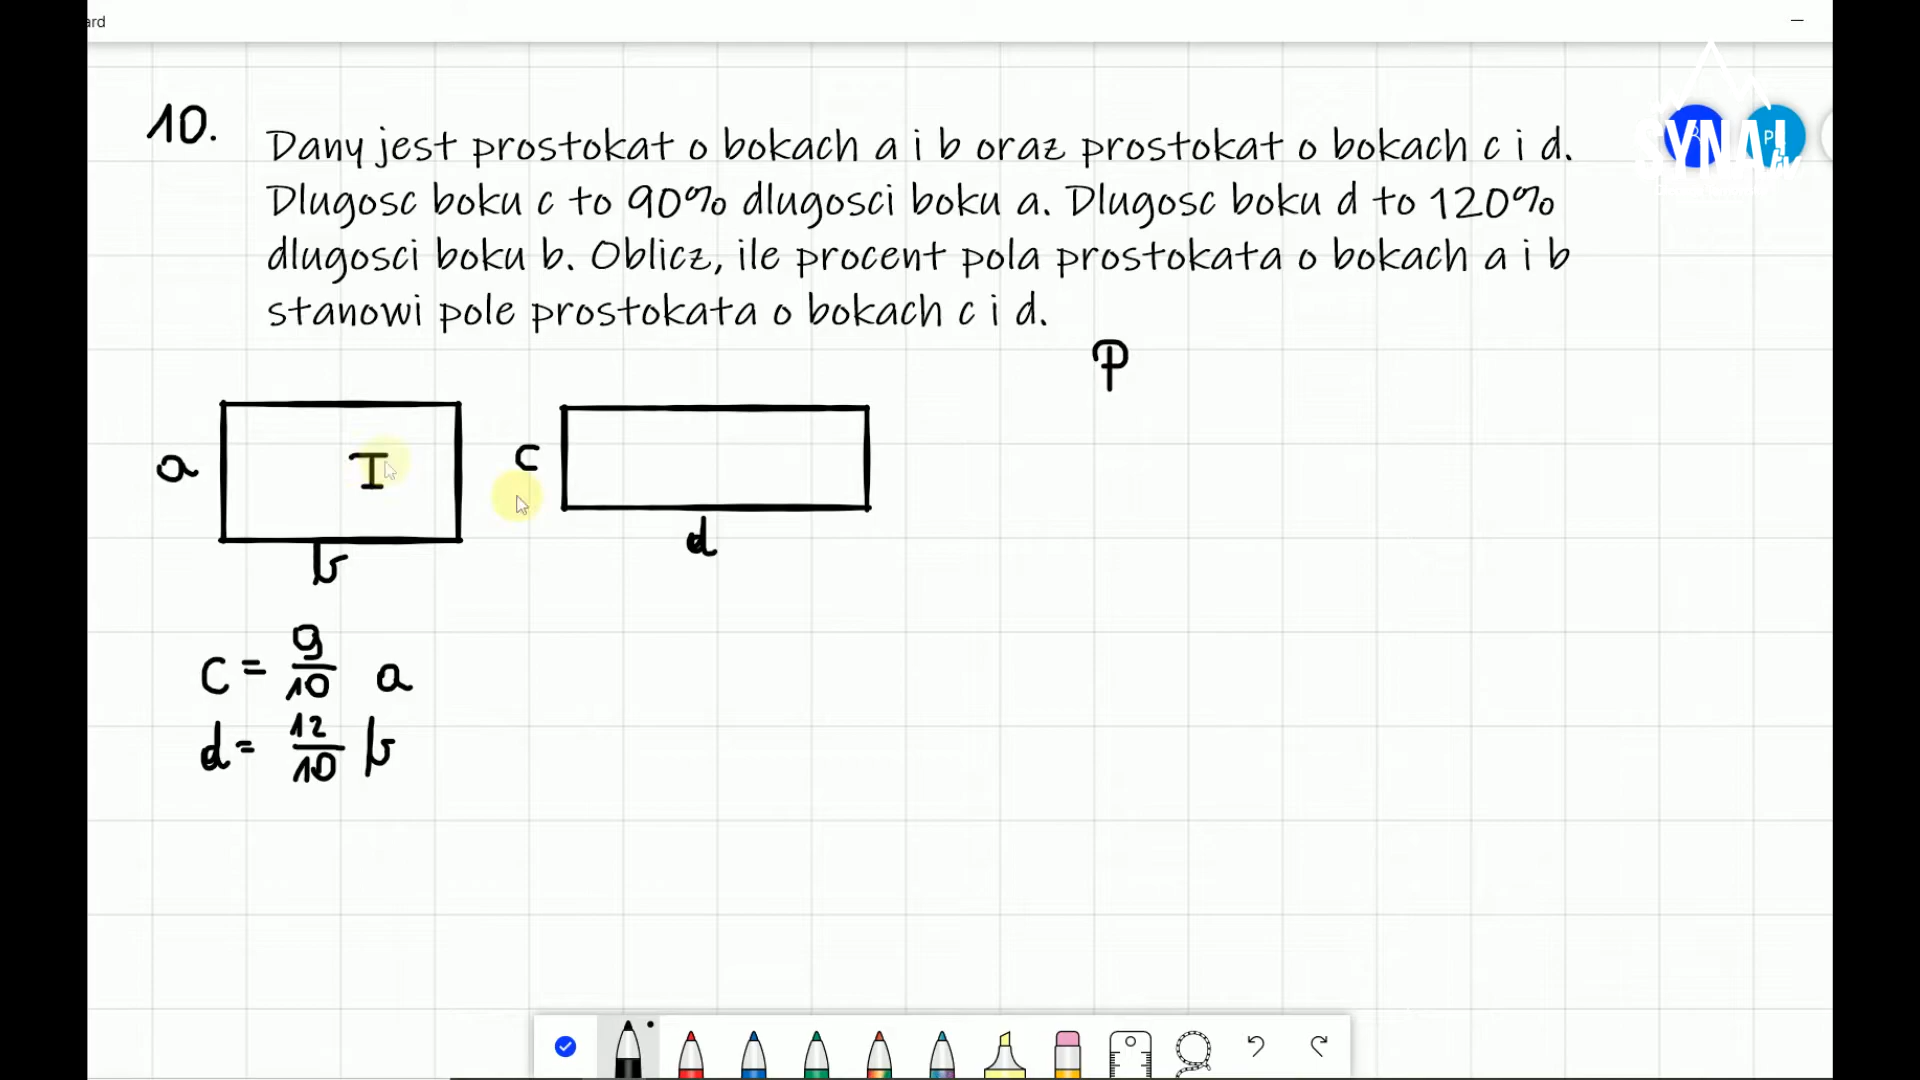 ard
10.
Dany jest prostokat o bokach a i b oraz prostokat o bokach c i d.
Dlugosc boku c to 90% dlugosci boku a. Dlugosc boku d to 120%
dlugosci boku b. Oblicz, ile procent pola prostokata o bokach a i b
stanowi pole prostokata o bokach c i d.
P
a
I
b
c
d
c = 9/10 a
d = 12/10 b
SYNAJ